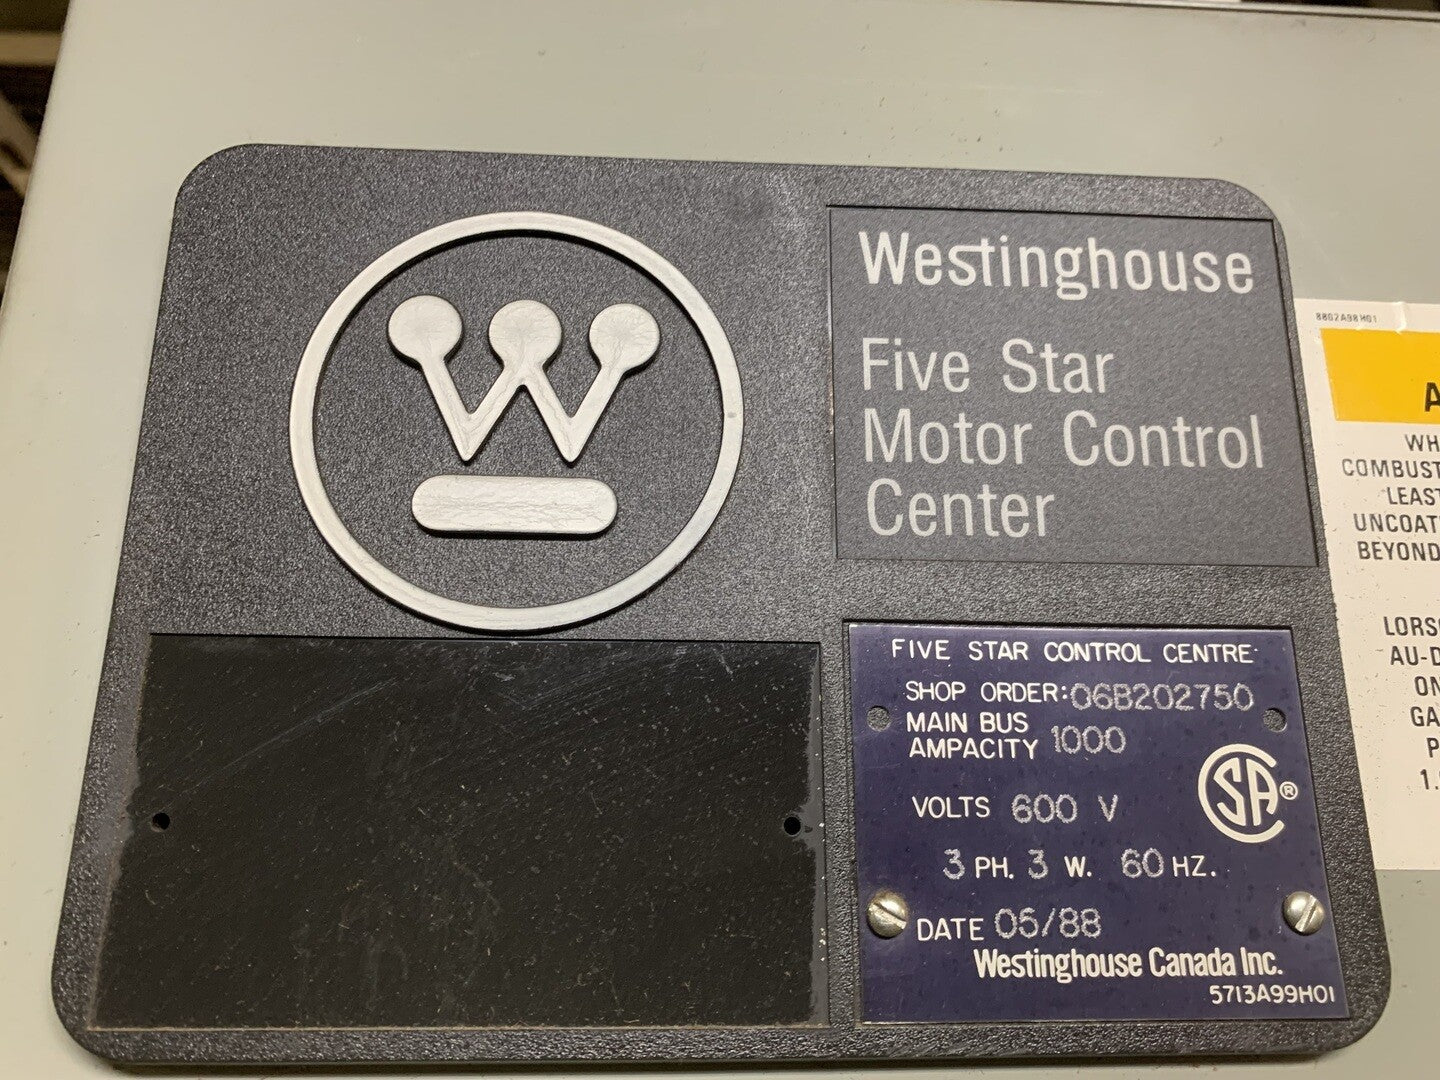 W
Westinghouse
Five Star
Motor Control
Center
FIVE STAR CONTROL CENTRE
SHOP ORDER: 06B202750
MAIN BUS
AMPACITY 1000
VOLTS 600 V
CSA®
3 PH. 3 W. 60 HZ.
DATE 05/88
Westinghouse Canada Inc.
5713A99H01
8802A98H01
A
WH
COMBUST
LEAST
UNCOAT
BEYOND
LORS
AU-D
ON
GA
P
1.